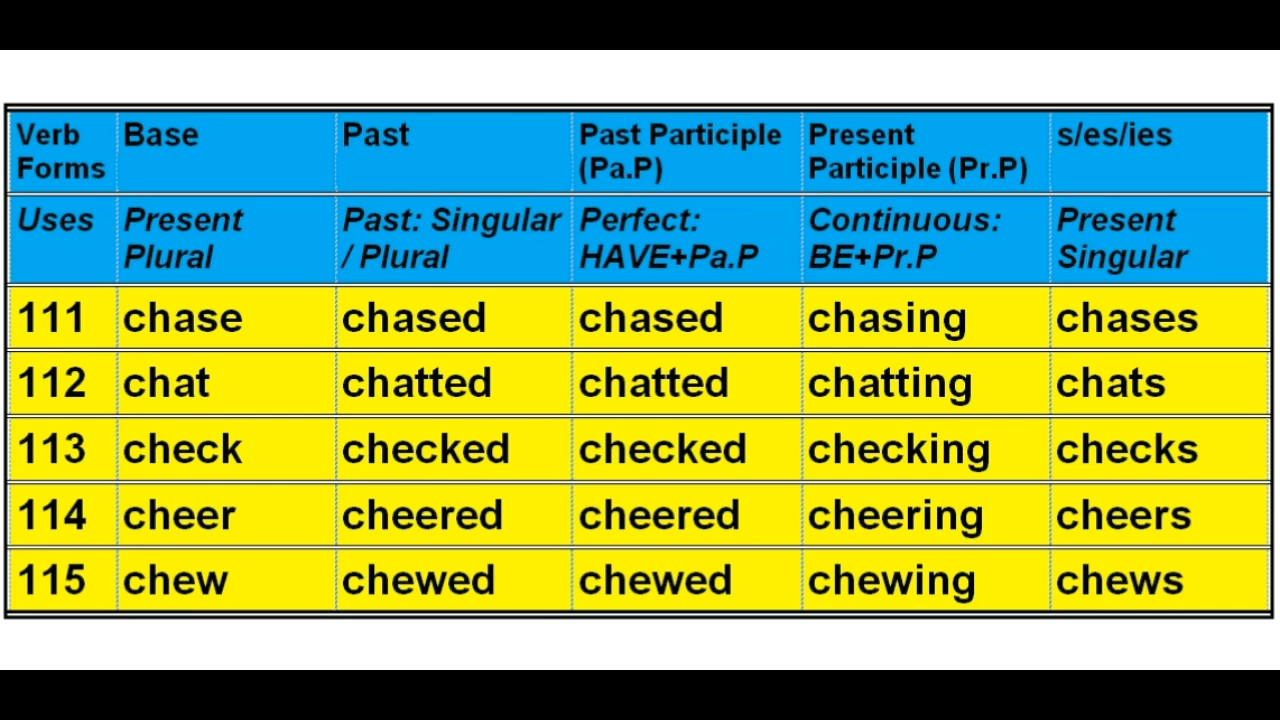 Verb Forms Base Past Past Participle (Pa.P) Present Participle (Pr.P) s/es/ies
Uses Present Plural Past: Singular / Plural Perfect: HAVE+Pa.P Continuous: BE+Pr.P Present Singular
111 chase chased chased chasing chases
112 chat chatted chatted chatting chats
113 check checked checked checking checks
114 cheer cheered cheered cheering cheers
115 chew chewed chewed chewing chews